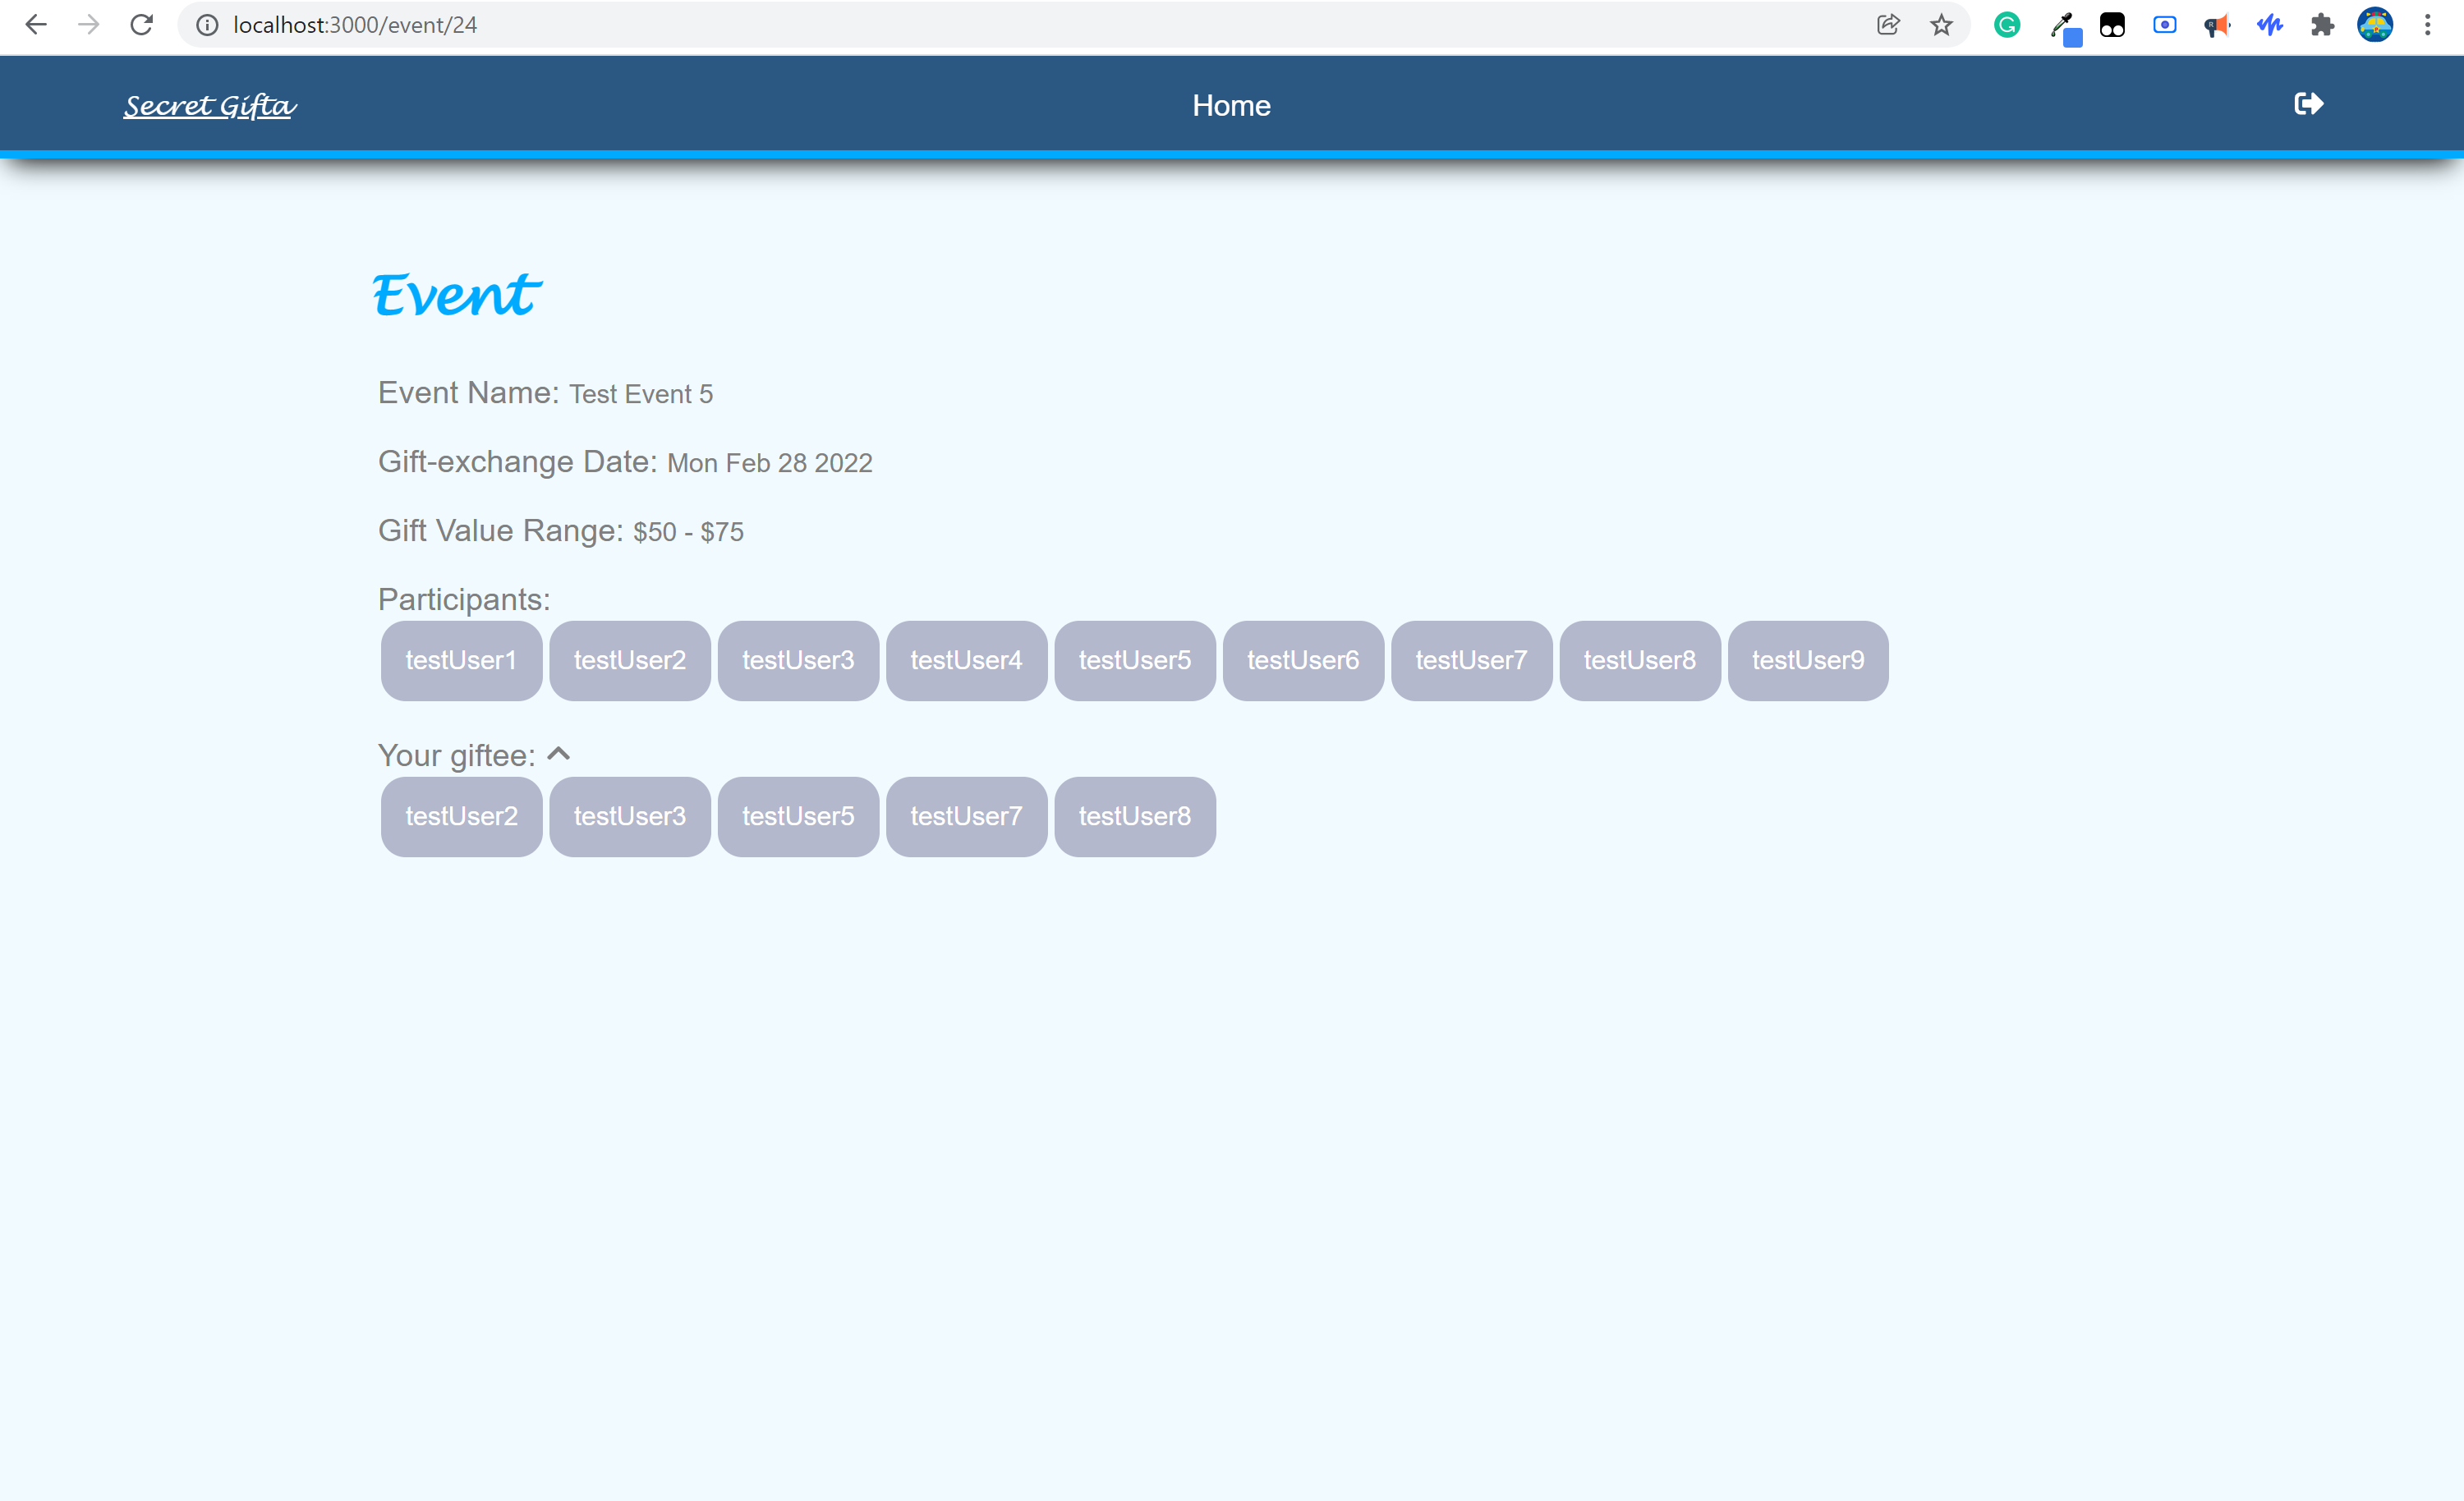 localhost:3000/event/24
Secret Gifta
Home
Event
Event Name: Test Event 5
Gift-exchange Date: Mon Feb 28 2022
Gift Value Range: $50 - $75
Participants:
testUser1 testUser2 testUser3 testUser4 testUser5 testUser6 testUser7 testUser8 testUser9
Your giftee:
testUser2 testUser3 testUser5 testUser7 testUser8